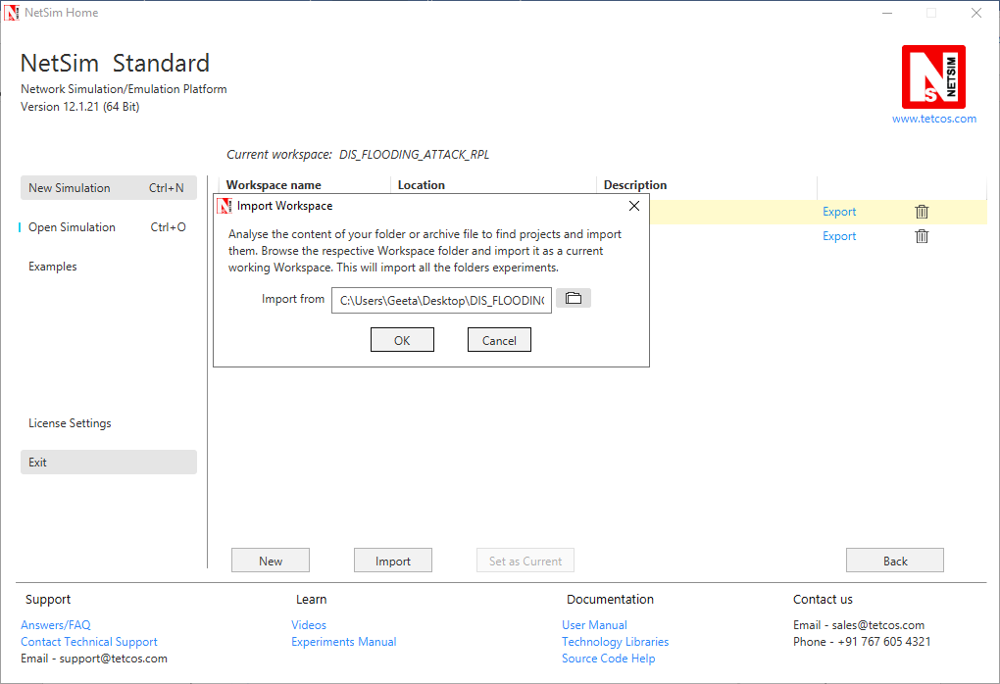 NetSim Home
NetSim Standard
Network Simulation/Emulation Platform
Version 12.1.21 (64 Bit)
NETSIM
www.tetcos.com
Current workspace: DIS_FLOODING_ATTACK_RPL
New Simulation Ctrl+N
Open Simulation Ctrl+O
Examples
License Settings
Exit
Workspace name Location Description
Export
Export
Import Workspace
Analyse the content of your folder or archive file to find projects and import
them. Browse the respective Workspace folder and import it as a current
working Workspace. This will import all the folders experiments.
Import from C:\Users\Geeta\Desktop\DIS_FLOODING
OK Cancel
New Import Set as Current Back
Support
Answers/FAQ
Contact Technical Support
Email - support@tetcos.com
Learn
Videos
Experiments Manual
Documentation
User Manual
Technology Libraries
Source Code Help
Contact us
Email - sales@tetcos.com
Phone - +91 767 605 4321